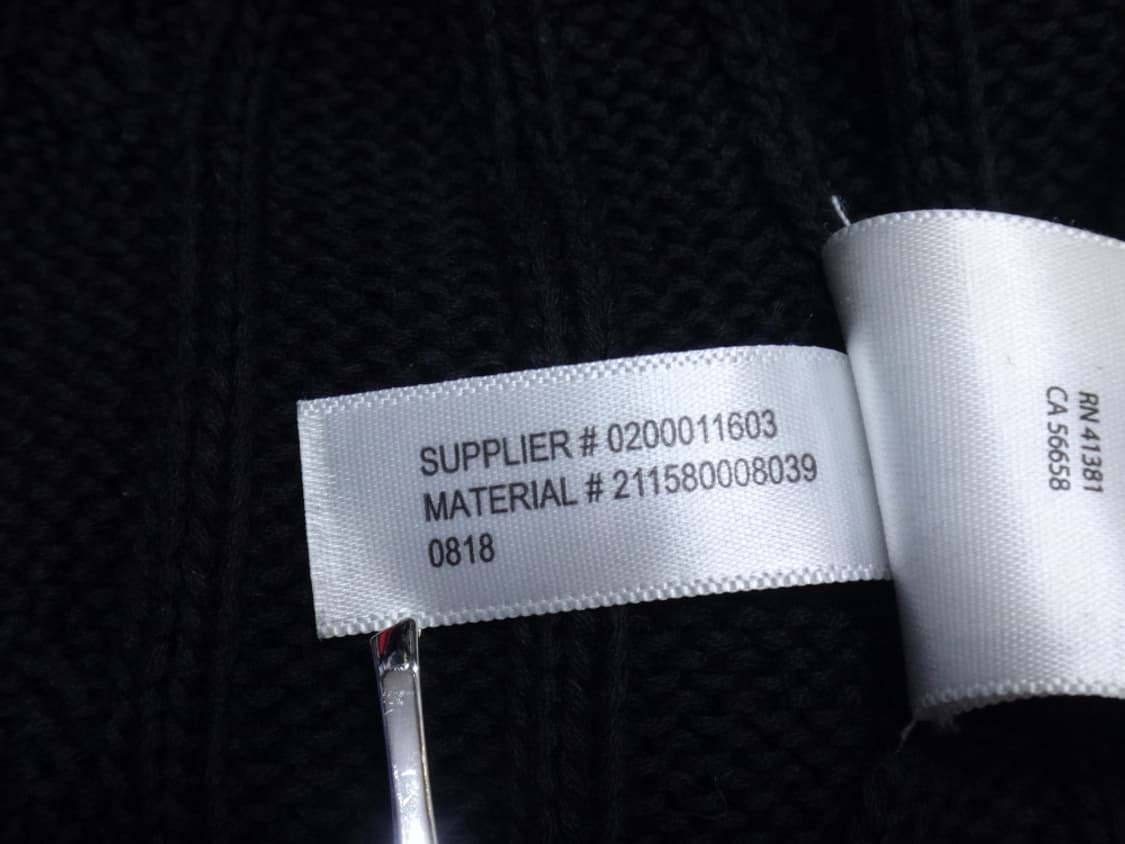 SUPPLIER # 0200011603
MATERIAL # 211580008039
0818
RN 41381
CA 56658